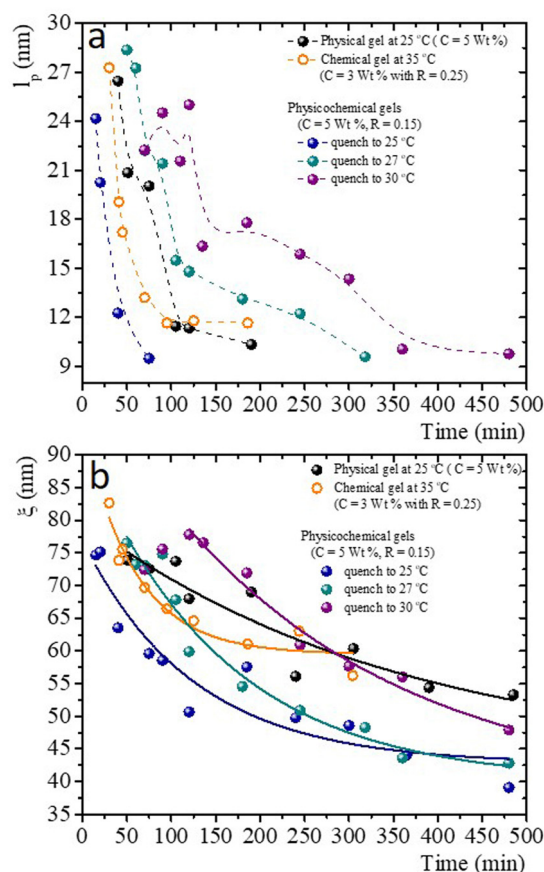 a
Physical gel at 25 °C ( C = 5 Wt %)
Chemical gel at 35 °C
(C = 3 Wt % with R = 0.25)
Physicochemical gels
(C = 5 Wt %, R = 0.15)
quench to 25 °C
quench to 27 °C
quench to 30 °C
lp (nm)
30
27
24
21
18
15
12
9
0 50 100 150 200 250 300 350 400 450 500
Time (min)
b
Physical gel at 25 °C ( C = 5 Wt %)
Chemical gel at 35 °C
(C = 3 Wt % with R = 0.25)
Physicochemical gels
(C = 5 Wt %, R = 0.15)
quench to 25 °C
quench to 27 °C
quench to 30 °C
ξ (nm)
90
85
80
75
70
65
60
55
50
45
40
35
0 50 100 150 200 250 300 350 400 450 500
Time (min)